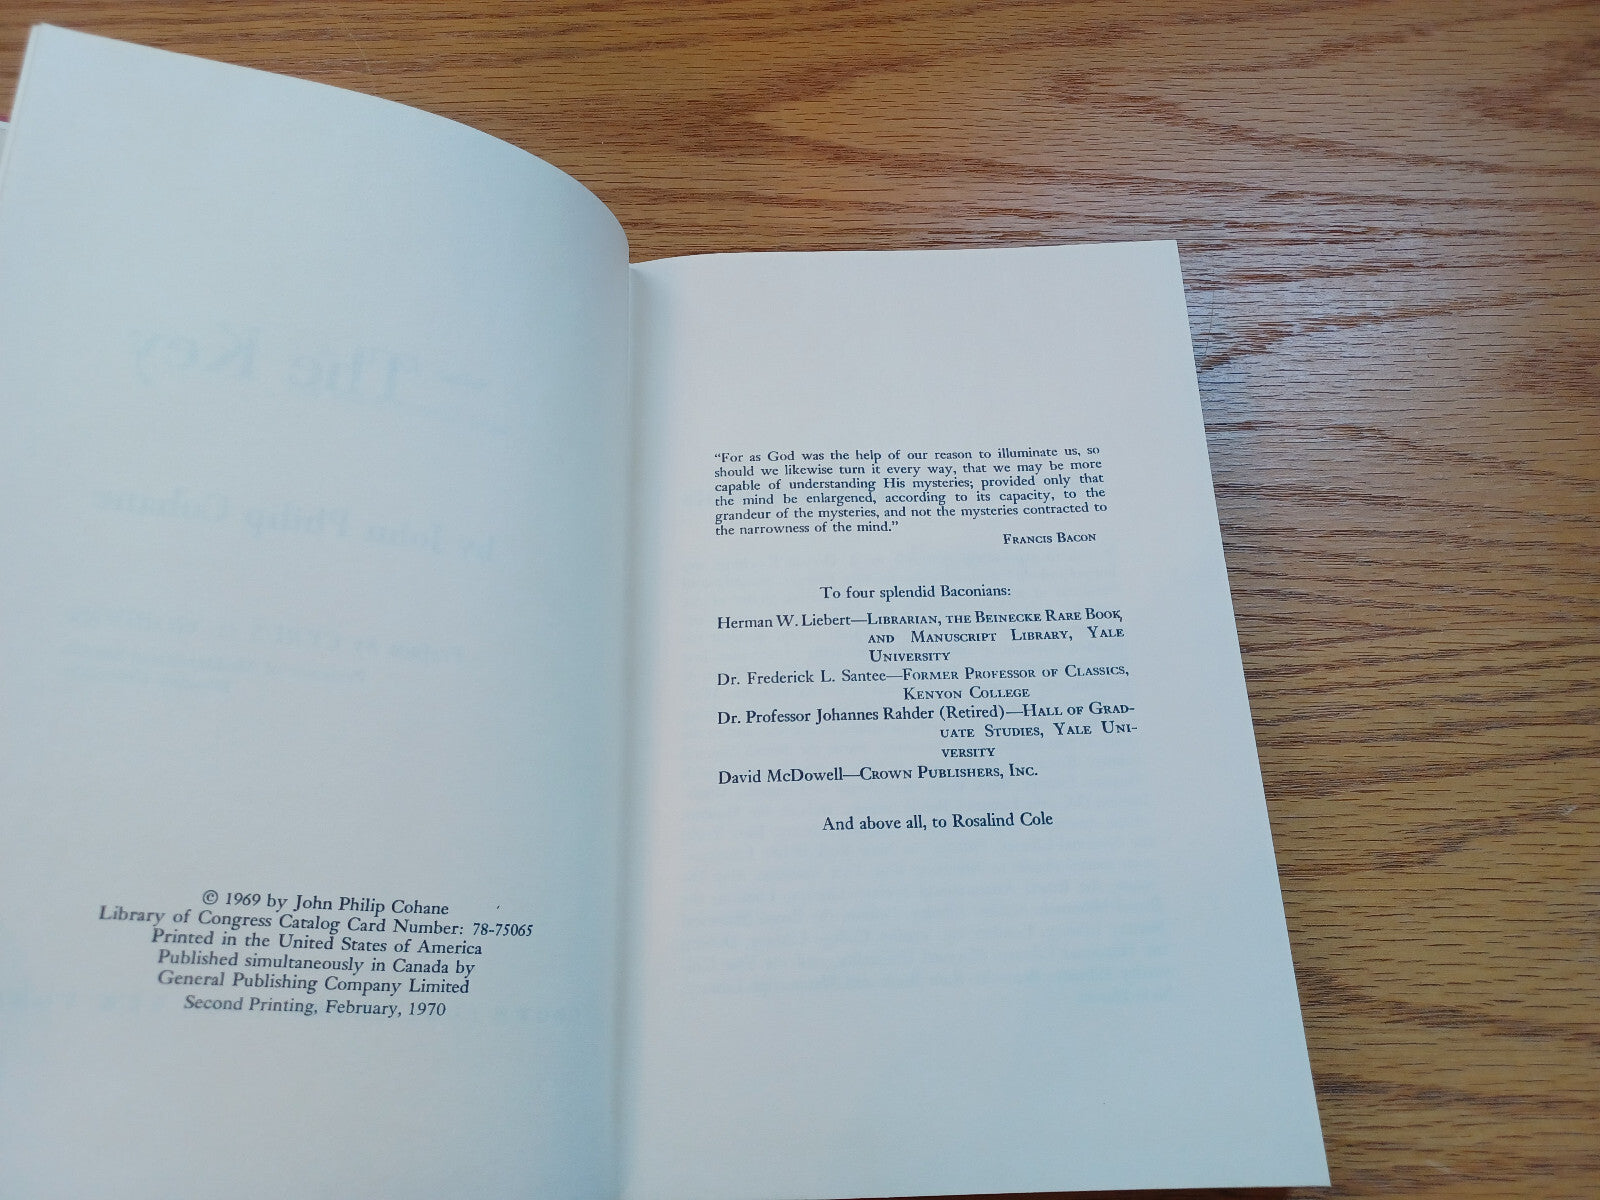 The Key
by John Philip Cohane
© 1969 by John Philip Cohane
Library of Congress Catalog Card Number: 78-75065
Printed in the United States of America
Published simultaneously in Canada by
General Publishing Company Limited
Second Printing, February, 1970
“For as God was the help of our reason to illuminate us, so
should we likewise turn it every way, that we may be more
capable of understanding His mysteries; provided only that
the mind be enlargened, according to its capacity, to the
grandeur of the mysteries, and not the mysteries contracted to
the narrowness of the mind.”
FRANCIS BACON
To four splendid Baconians:
Herman W. Liebert—LIBRARIAN, THE BEINECKE RARE BOOK,
AND MANUSCRIPT LIBRARY, YALE
UNIVERSITY
Dr. Frederick L. Santee—FORMER PROFESSOR OF CLASSICS,
KENYON COLLEGE
Dr. Professor Johannes Rahder (Retired)—HALL OF GRAD-
UATE STUDIES, YALE UNI-
VERSITY
David McDowell—CROWN PUBLISHERS, INC.
And above all, to Rosalind Cole